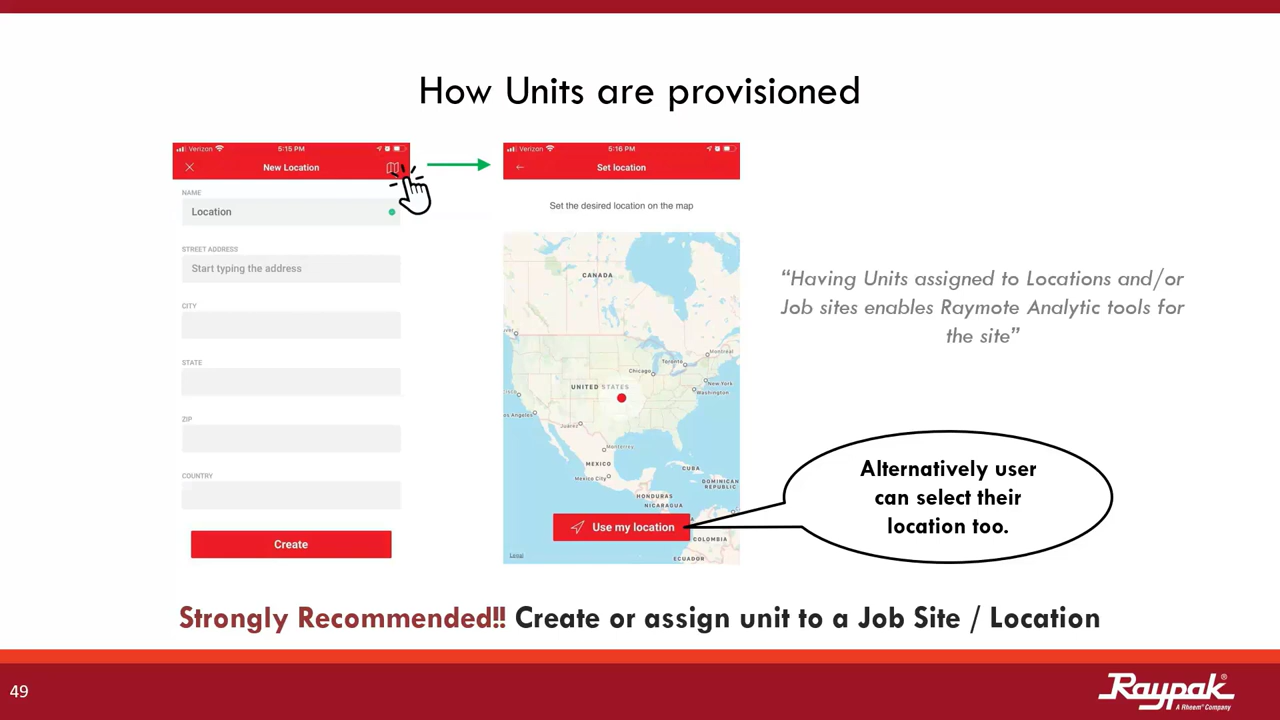 How Units are provisioned
Verizon 5:15 PM
New Location
NAME
Location
STREET ADDRESS
Start typing the address
CITY
STATE
ZIP
COUNTRY
Create
Verizon 5:16 PM
Set location
Set the desired location on the map
CANADA
Montreal
Toronto
Chicago
UNITED STATES
New York
Washington
os Angeles
Juárez
Monterrey
MEXICO
Mexico City
CUBA
DOMINICAN
REPUBLIC
HONDURAS
NICARAGUA
Use my location
COLOMBIA
ECUADOR
“Having Units assigned to Locations and/or
Job sites enables Raymote Analytic tools for
the site”
Alternatively user
can select their
location too.
Strongly Recommended!! Create or assign unit to a Job Site / Location
49
Raypak®
A Rheem® Company